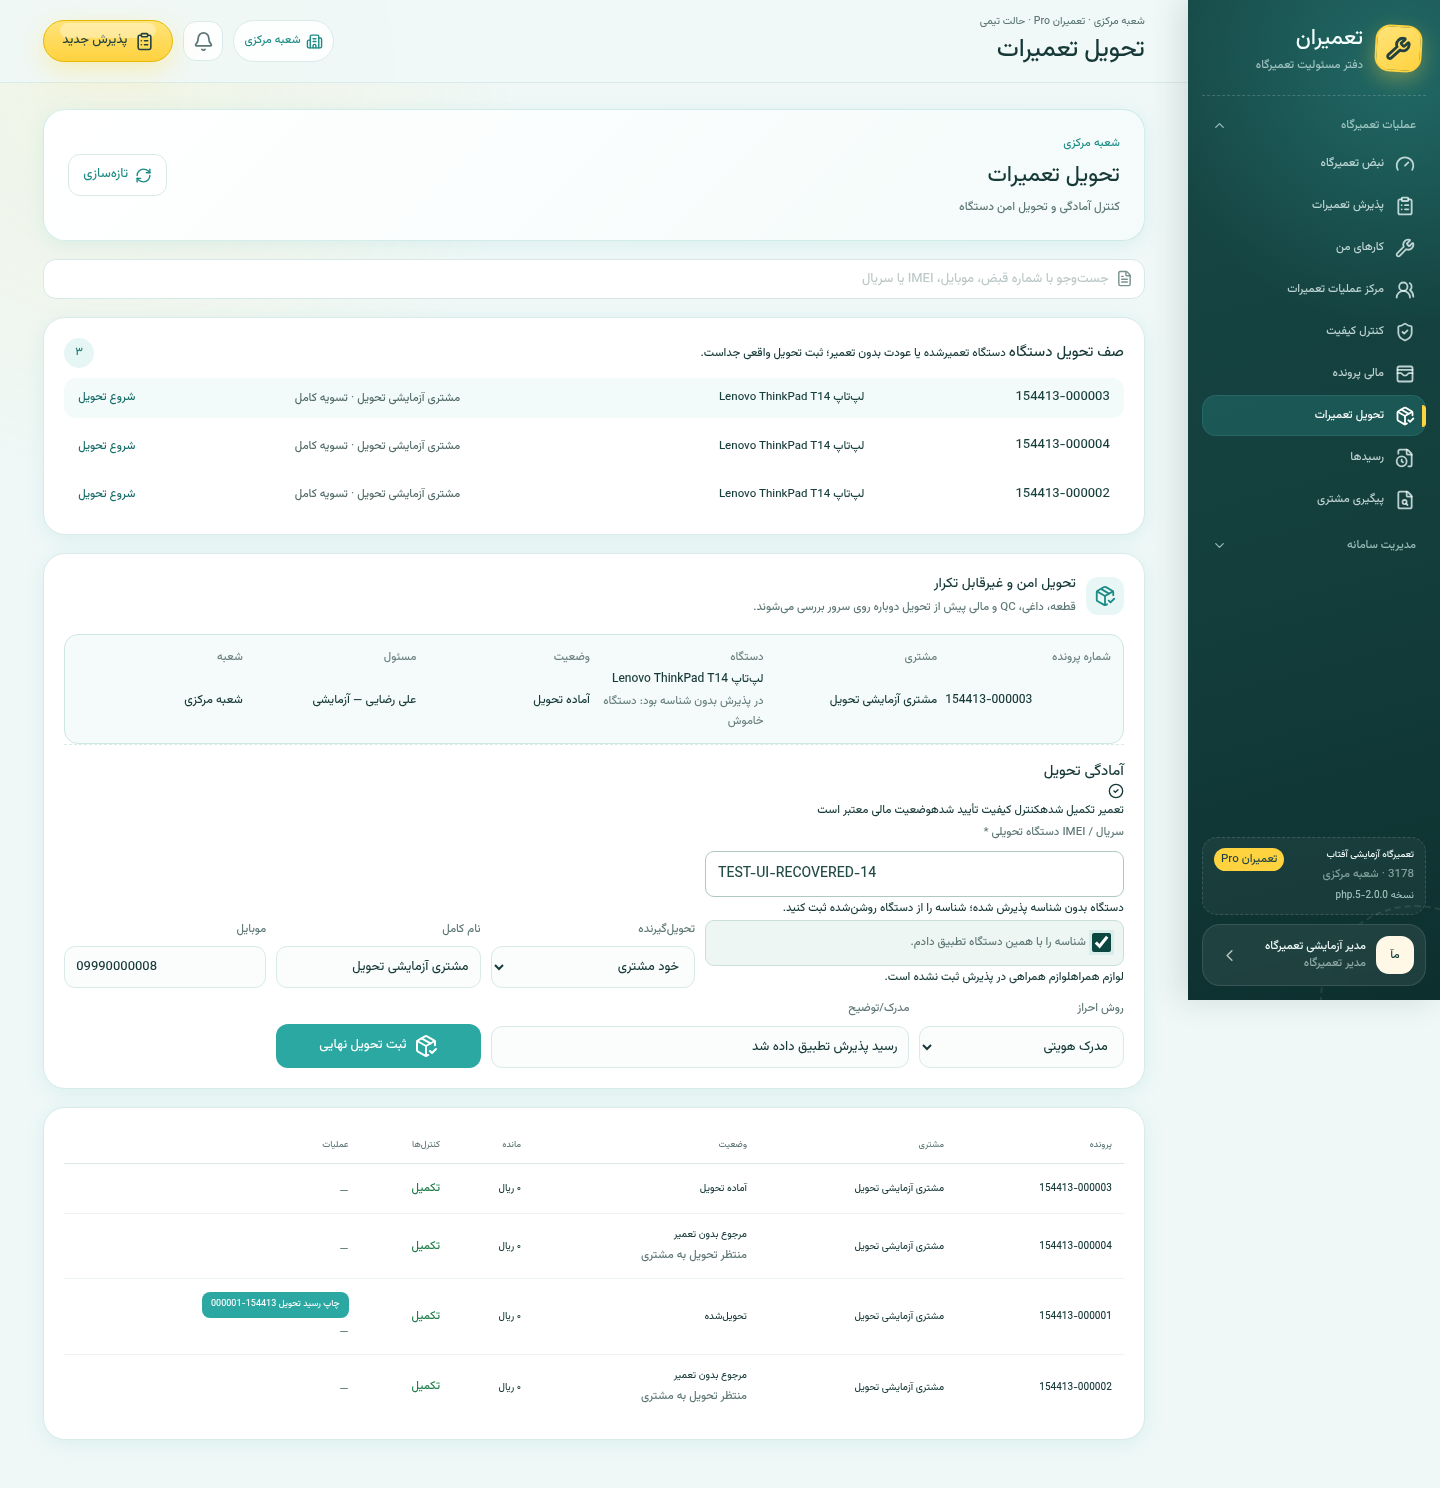 تعمیران
دفتر مسئولیت تعمیرگاه
عملیات تعمیرگاه
نبض تعمیرگاه
پذیرش تعمیرات
کارهای من
مرکز عملیات تعمیرات
کنترل کیفیت
مالی پرونده
تحویل تعمیرات
رسیدها
پیگیری مشتری
مدیریت سامانه
تعمیرگاه آزمایشی آفتاب
3178 · شعبه مرکزی
نسخه php.5-2.0.0
تعمیران Pro
مآ
مدیر آزمایشی تعمیرگاه
مدیر تعمیرگاه
شعبه مرکزی · تعمیران Pro · حالت تیمی
تحویل تعمیرات
شعبه مرکزی
پذیرش جدید
شعبه مرکزی
تحویل تعمیرات
کنترل آمادگی و تحویل امن دستگاه
تازه‌سازی
جست‌وجو با شماره قبض، موبایل، IMEI یا سریال
صف تحویل دستگاه دستگاه تعمیرشده یا عودت بدون تعمیر؛ ثبت تحویل واقعی جداست. ۳
154413-000003 لپ‌تاپ Lenovo ThinkPad T14 مشتری آزمایشی تحویل · تسویه کامل شروع تحویل
154413-000004 لپ‌تاپ Lenovo ThinkPad T14 مشتری آزمایشی تحویل · تسویه کامل شروع تحویل
154413-000002 لپ‌تاپ Lenovo ThinkPad T14 مشتری آزمایشی تحویل · تسویه کامل شروع تحویل
تحویل امن و غیرقابل تکرار
قطعه، داغی، QC و مالی پیش از تحویل دوباره روی سرور بررسی می‌شوند.
شماره پرونده مشتری دستگاه وضعیت مسئول شعبه
154413-000003 مشتری آزمایشی تحویل لپ‌تاپ Lenovo ThinkPad T14 آماده تحویل علی رضایی — آزمایشی شعبه مرکزی
در پذیرش بدون شناسه بود: دستگاه
خاموش
آمادگی تحویل
تعمیر تکمیل شدهکنترل کیفیت تأیید شدهوضعیت مالی معتبر است
سریال / IMEI دستگاه تحویلی *
TEST-UI-RECOVERED-14
دستگاه بدون شناسه پذیرش شده؛ شناسه را از دستگاه روشن‌شده ثبت کنید.
شناسه را با همین دستگاه تطبیق دادم.
لوازم همراهلوازم همراهی در پذیرش ثبت نشده است.
تحویل‌گیرنده نام کامل موبایل
خود مشتری مشتری آزمایشی تحویل 09990000008
روش احراز مدرک/توضیح
مدرک هویتی رسید پذیرش تطبیق داده شد ثبت تحویل نهایی
پرونده مشتری وضعیت مانده کنترل‌ها عملیات
154413-000003 مشتری آزمایشی تحویل آماده تحویل ۰ ریال تکمیل —
154413-000004 مشتری آزمایشی تحویل مرجوع بدون تعمیر ۰ ریال تکمیل —
منتظر تحویل به مشتری
154413-000001 مشتری آزمایشی تحویل تحویل‌شده ۰ ریال تکمیل چاپ رسید تحویل 154413-000001
—
154413-000002 مشتری آزمایشی تحویل مرجوع بدون تعمیر ۰ ریال تکمیل —
منتظر تحویل به مشتری